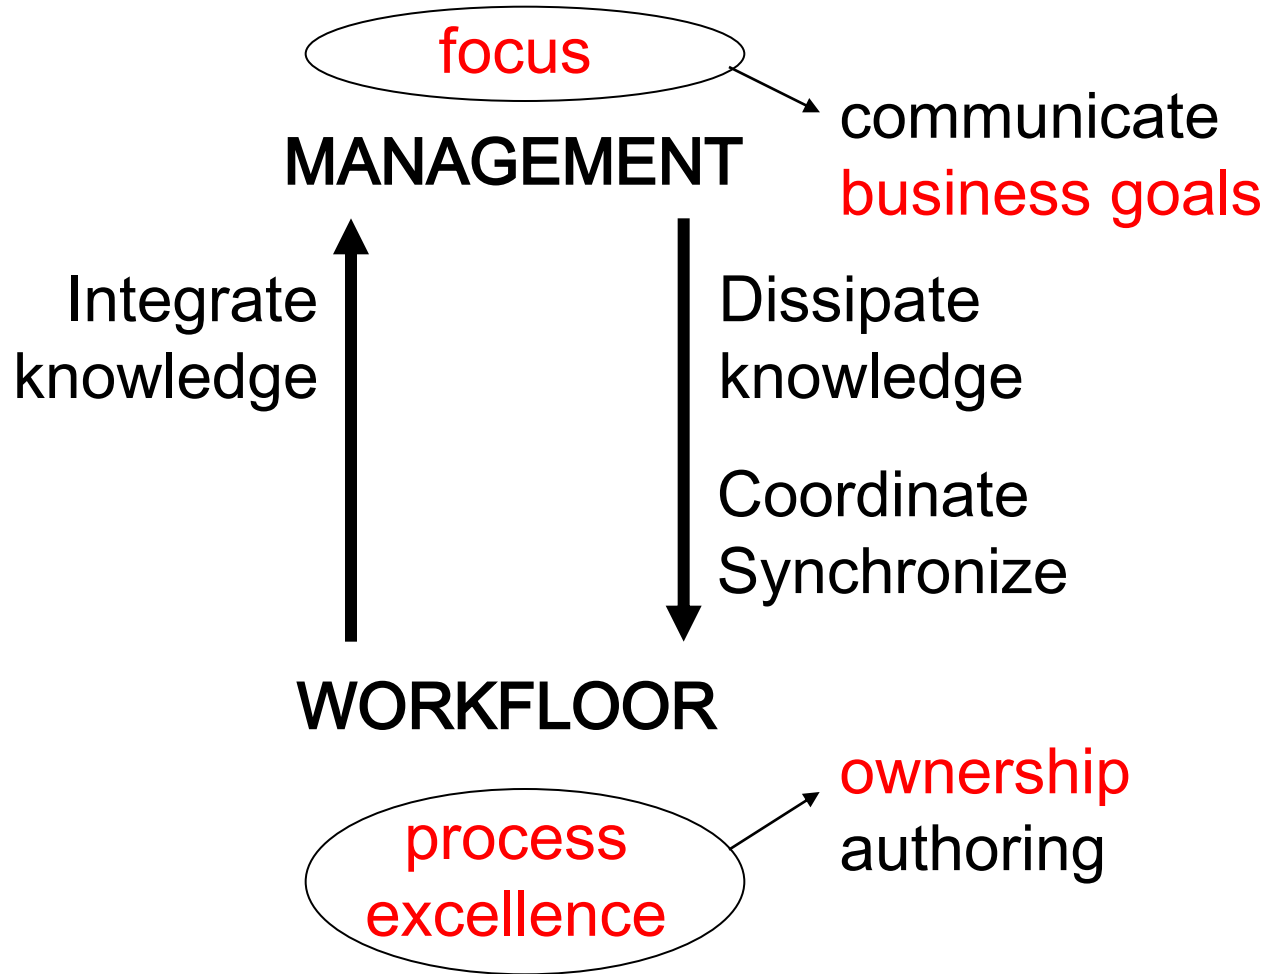 focus
communicate
business goals
MANAGEMENT
Integrate
knowledge
Dissipate
knowledge
Coordinate
Synchronize
WORKFLOOR
ownership
authoring
process
excellence